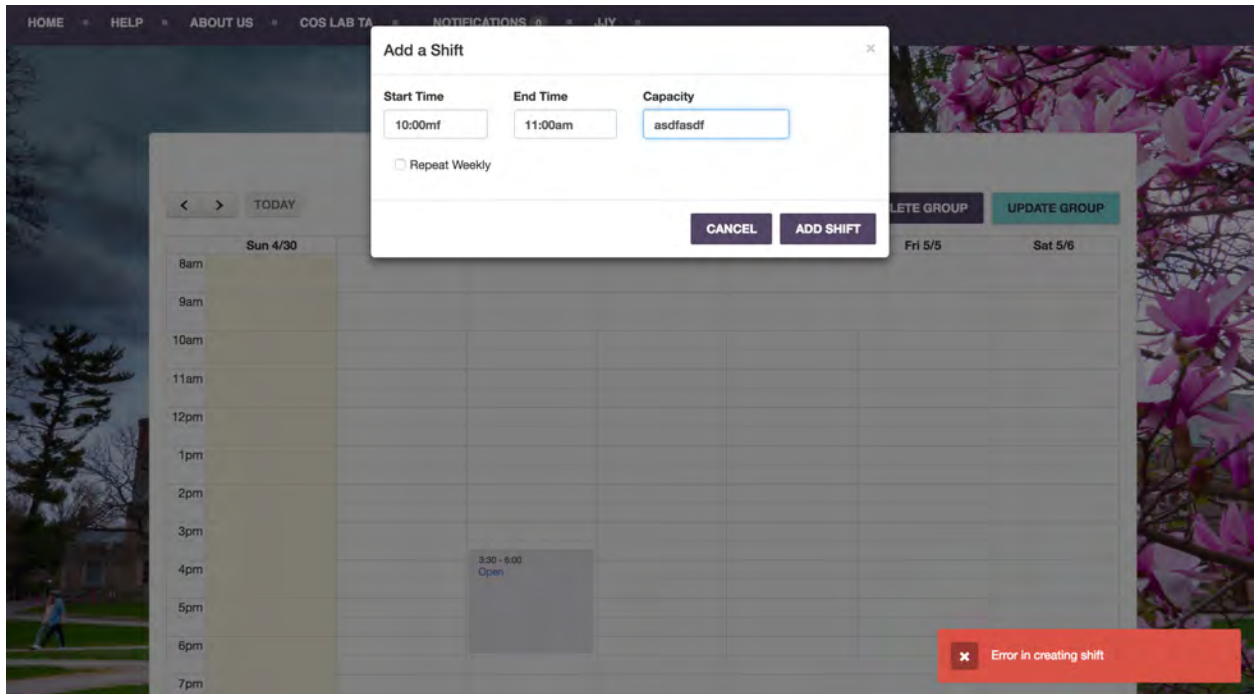 HOME HELP ABOUT US COS LAB TA NOTIFICATIONS 0 JJY
Add a Shift ×
Start Time End Time Capacity
10:00mf 11:00am asdfasdf
Repeat Weekly
CANCEL ADD SHIFT
< > TODAY LETE GROUP UPDATE GROUP
Sun 4/30 Fri 5/5 Sat 5/6
8am
9am
10am
11am
12pm
1pm
2pm
3pm
3:30 - 6:00
4pm Open
5pm
6pm
× Error in creating shift
7pm